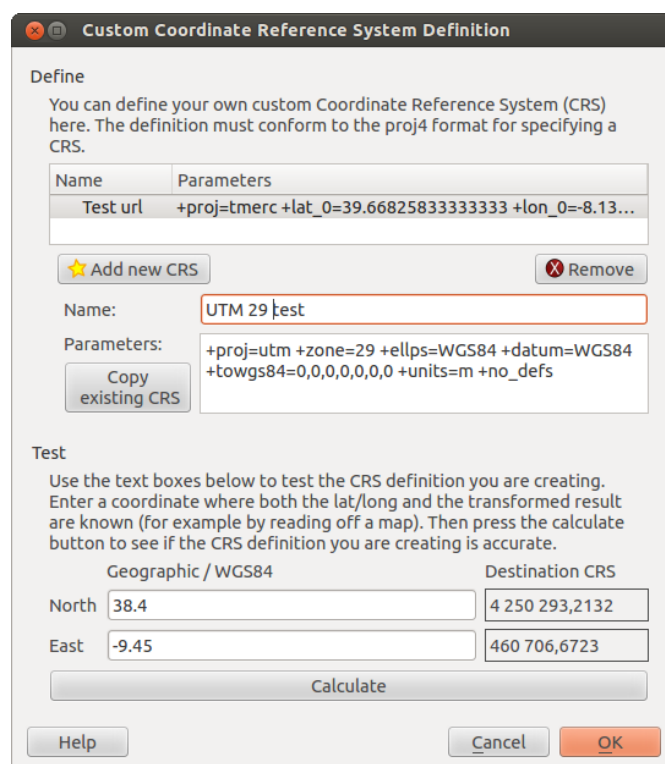 Custom Coordinate Reference System Definition
Define
You can define your own custom Coordinate Reference System (CRS)
here. The definition must conform to the proj4 format for specifying a
CRS.
Name Parameters
Test url +proj=tmerc +lat_0=39.66825833333333 +lon_0=-8.13...
Add new CRS Remove
Name: UTM 29 test
Parameters: +proj=utm +zone=29 +ellps=WGS84 +datum=WGS84
+towgs84=0,0,0,0,0,0,0 +units=m +no_defs
Copy
existing CRS
Test
Use the text boxes below to test the CRS definition you are creating.
Enter a coordinate where both the lat/long and the transformed result
are known (for example by reading off a map). Then press the calculate
button to see if the CRS definition you are creating is accurate.
Geographic / WGS84 Destination CRS
North 38.4 4 250 293,2132
East -9.45 460 706,6723
Calculate
Help Cancel OK